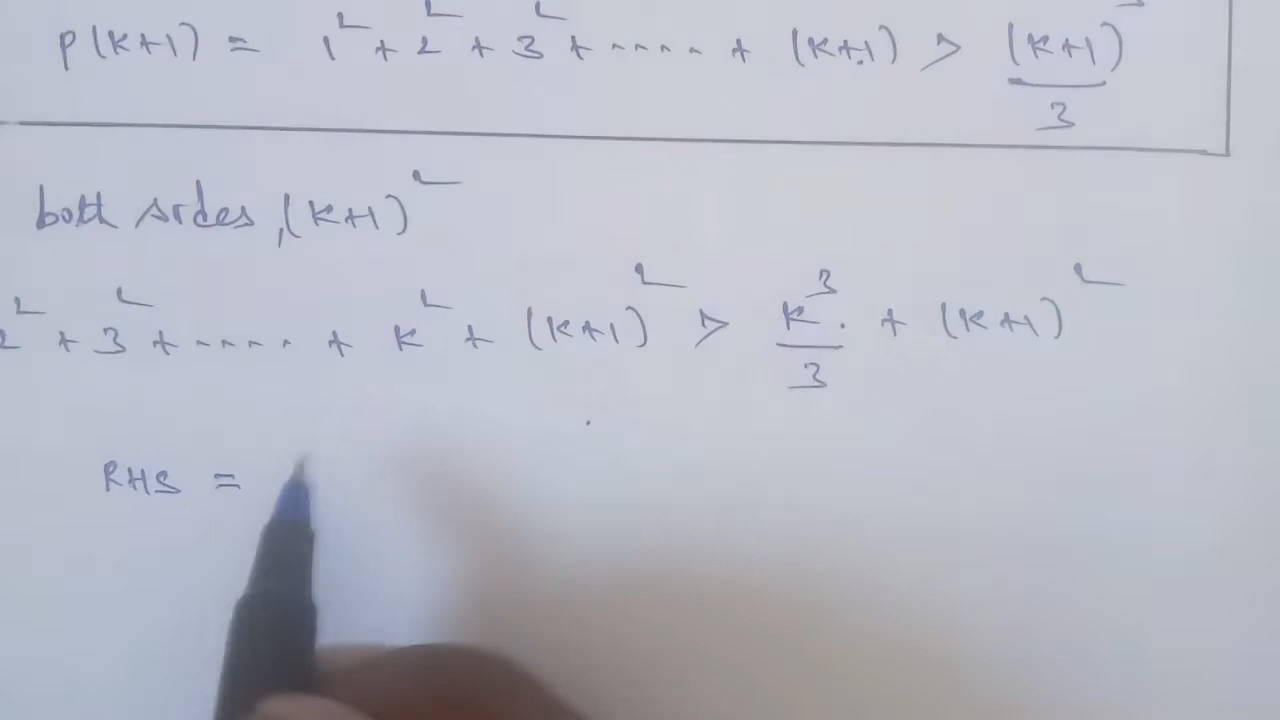 P(K+1) = 1² + 2² + 3² + ..... + (K+1) > (K+1)³/3
both sides, (K+1)²
2² + 3² + ..... + K² + (K+1)² > K³/3 + (K+1)²
RHS =